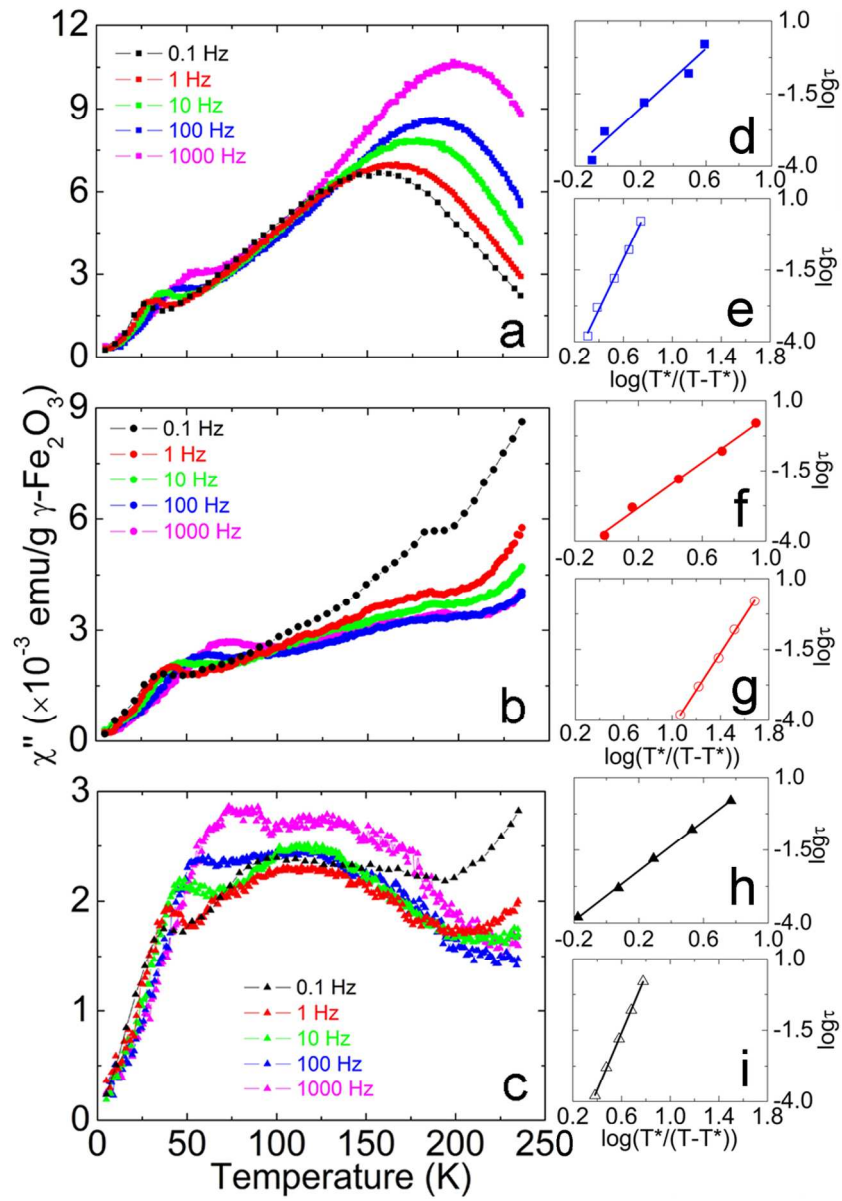 χ" (×10⁻³ emu/g γ-Fe₂O₃)
12
9
6
3
0
0.1 Hz
1 Hz
10 Hz
100 Hz
1000 Hz
a
9
6
3
0
0.1 Hz
1 Hz
10 Hz
100 Hz
1000 Hz
b
3
2
1
0
0.1 Hz
1 Hz
10 Hz
100 Hz
1000 Hz
c
0 50 100 150 200 250
Temperature (K)
1.0
-1.5
-4.0
logτ
d
-0.2 0.2 0.6 1.0
1.0
-1.5
-4.0
logτ
e
0.2 0.6 1.0 1.4 1.8
log(T*/(T-T*))
1.0
-1.5
-4.0
logτ
f
-0.2 0.2 0.6 1.0
1.0
-1.5
-4.0
logτ
g
0.2 0.6 1.0 1.4 1.8
log(T*/(T-T*))
1.0
-1.5
-4.0
logτ
h
-0.2 0.2 0.6 1.0
1.0
-1.5
-4.0
logτ
i
0.2 0.6 1.0 1.4 1.8
log(T*/(T-T*))